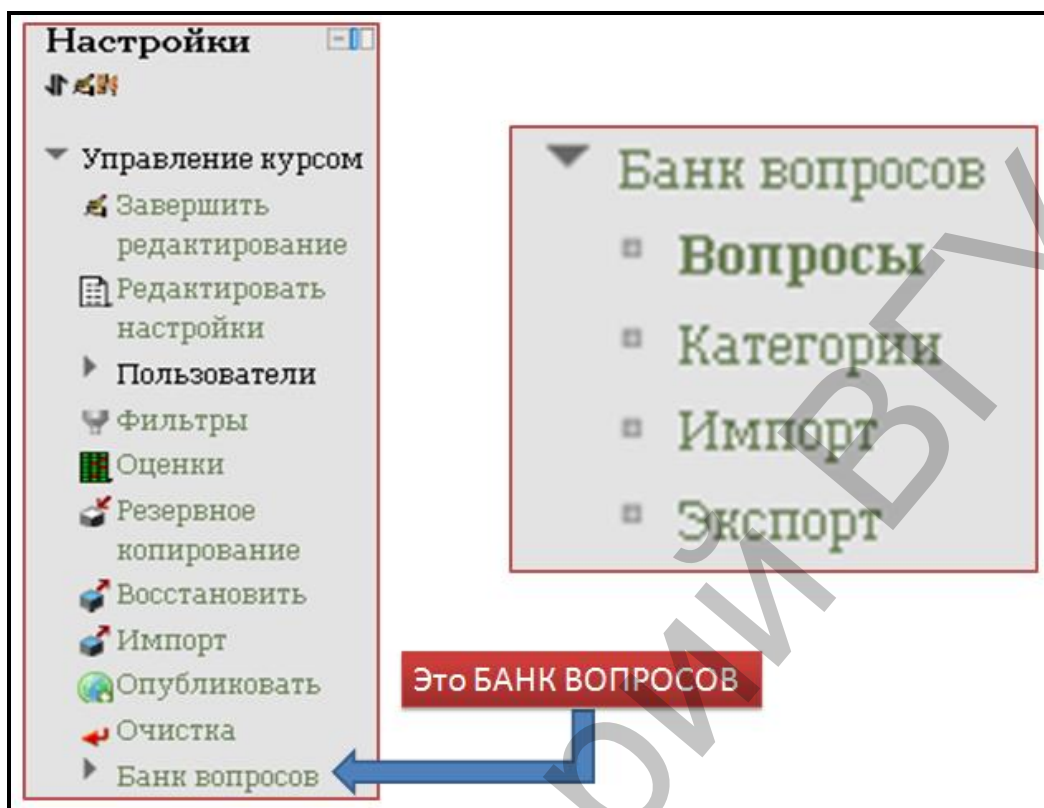 Настройки
Управление курсом
Завершить
редактирование
Редактировать
настройки
Пользователи
Фильтры
Оценки
Резервное
копирование
Восстановить
Импорт
Опубликовать
Очистка
Банк вопросов
Банк вопросов
Вопросы
Категории
Импорт
Экспорт
Это БАНК ВОПРОСОВ
ВГУ